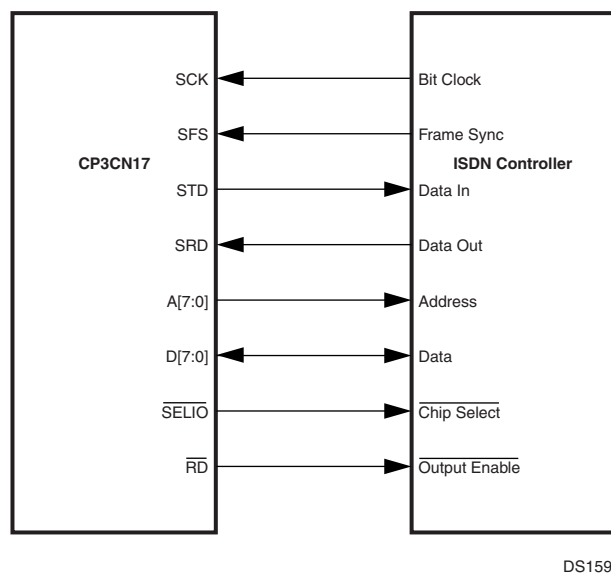 SCK Bit Clock
SFS Frame Sync
CP3CN17 ISDN Controller
STD Data In
SRD Data Out
A[7:0] Address
D[7:0] Data
SELIO Chip Select
RD Output Enable
DS159